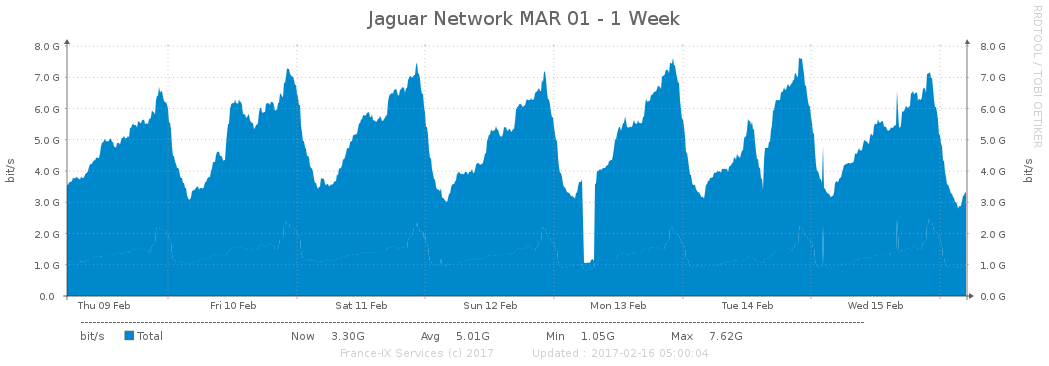 Jaguar Network MAR 01 - 1 Week
RRDTOOL / TOBI OETIKER
8.0 G 8.0 G
7.0 G 7.0 G
6.0 G 6.0 G
5.0 G 5.0 G
4.0 G 4.0 G
3.0 G 3.0 G
2.0 G 2.0 G
1.0 G 1.0 G
0.0 0.0 G
bit/s bit/s
Thu 09 Feb Fri 10 Feb Sat 11 Feb Sun 12 Feb Mon 13 Feb Tue 14 Feb Wed 15 Feb
bit/s Total Now 3.30G Avg 5.01G Min 1.05G Max 7.62G
France-IX Services (c) 2017 Updated : 2017-02-16 05:00:04